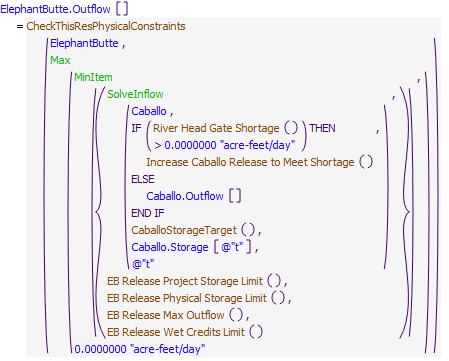 ElephantButte.Outflow []
= CheckThisResPhysicalConstraints
ElephantButte ,
Max
MinItem ,
SolveInflow ,
Caballo ,
IF ( River Head Gate Shortage () ) THEN ,
> 0.0000000 "acre-feet/day"
Increase Caballo Release to Meet Shortage ()
ELSE
Caballo.Outflow []
END IF
CaballoStorageTarget () ,
Caballo.Storage [ @"t" ] ,
@"t"
EB Release Project Storage Limit () ,
EB Release Physical Storage Limit () ,
EB Release Max Outflow () ,
EB Release Wet Credits Limit ()
0.0000000 "acre-feet/day"